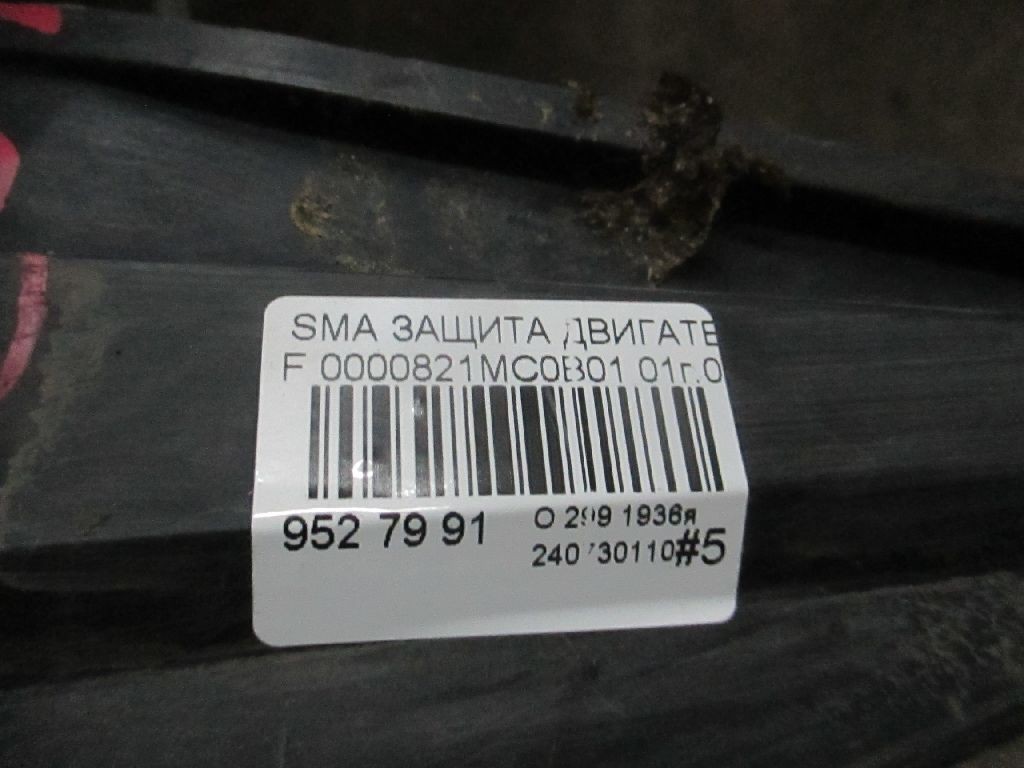 SMA ЗАЩИТА ДВИГАТЕ
F 0000821MC0B01 01г.0
952 79 91
O 299 1936я
240730110#5